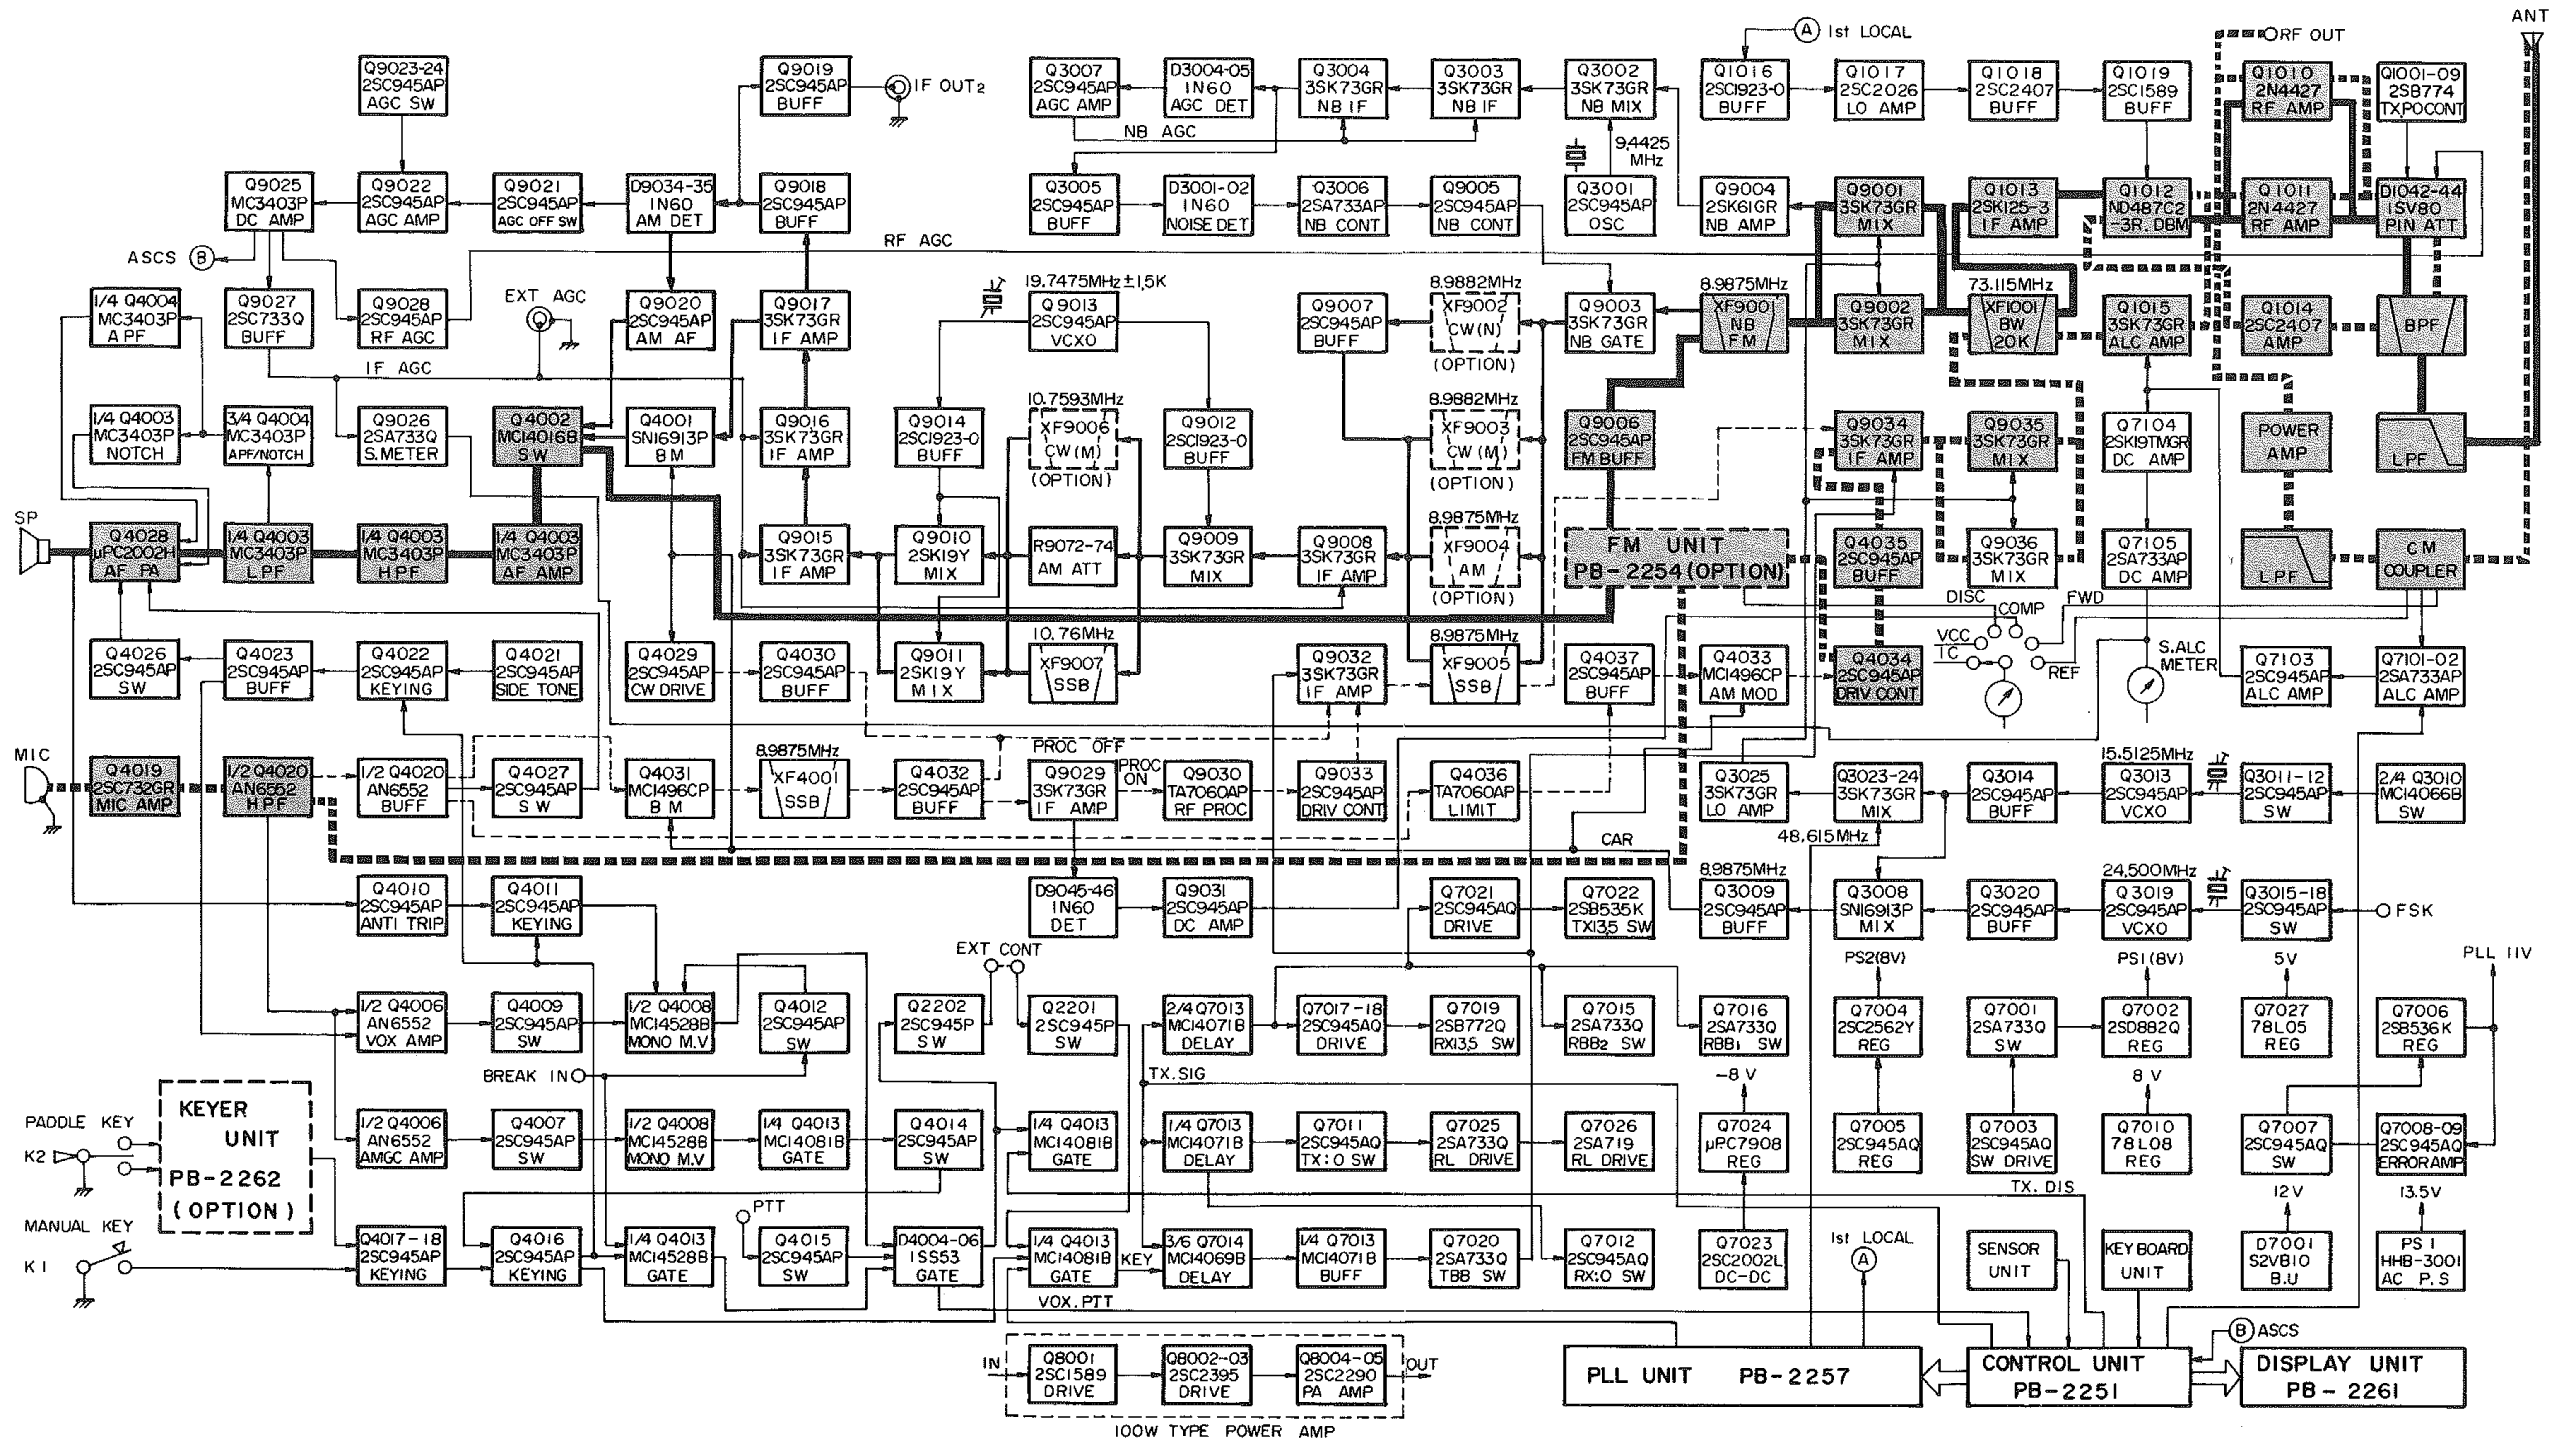 ANT
A 1st LOCAL
RF OUT
Q9023-24
2SC945AP
AGC SW
Q9019
2SC945AP
BUFF
IF OUT2
Q3007
2SC945AP
AGC AMP
D3004-05
1N60
AGC DET
Q3004
3SK73GR
NB IF
Q3003
3SK73GR
NB IF
Q3002
3SK73GR
NB MIX
Q1016
2SC1923-O
BUFF
Q1017
2SC2026
LO AMP
Q1018
2SC2407
BUFF
Q1019
2SC1589
BUFF
Q1010
2N4427
RF AMP
Q1001-09
2SB774
TX.PO CONT
NB AGC
9.4425
MHz
Q9025
MC3403P
DC AMP
Q9022
2SC945AP
AGC AMP
Q9021
2SC945AP
AGC OFF SW
D9034-35
1N60
AM DET
Q9018
2SC945AP
BUFF
Q3005
2SC945AP
BUFF
D3001-02
1N60
NOISE DET
Q3006
2SA733AP
NB CONT
Q9005
2SC945AP
NB CONT
Q3001
2SC945AP
OSC
Q9004
2SK61GR
NB AMP
Q9001
3SK73GR
MIX
Q1013
2SK125-3
IF AMP
Q1012
ND487C2
-3R. DBM
Q1011
2N4427
RF AMP
D1042-44
1SV80
PIN ATT
RF AGC
ASCS B
1/4 Q4004
MC3403P
APF
Q9027
2SC733Q
BUFF
Q9028
2SC945AP
RF AGC
EXT AGC
Q9020
2SC945AP
AM AF
Q9017
3SK73GR
IF AMP
19.7475MHz±1.5K
Q9013
2SC945AP
VCXO
Q9007
2SC945AP
BUFF
8.9882MHz
XF9002
CW(N)
(OPTION)
Q9003
3SK73GR
NB GATE
8.9875MHz
XF9001
NB
FM
Q9002
3SK73GR
MIX
73.115MHz
XF1001
BW
20K
Q1015
3SK73GR
ALC AMP
Q1014
2SC2407
AMP
BPF
IF AGC
1/4 Q4003
MC3403P
NOTCH
3/4 Q4004
MC3403P
APF/NOTCH
Q9026
2SA733Q
S.METER
Q4002
MC14016B
SW
Q4001
SN16913P
BM
Q9016
3SK73GR
IF AMP
Q9014
2SC1923-O
BUFF
10.7593MHz
XF9006
CW(M)
(OPTION)
Q9012
2SC1923-O
BUFF
8.9882MHz
XF9003
CW(M)
(OPTION)
Q9006
2SC945AP
FM BUFF
Q9034
3SK73GR
IF AMP
Q9035
3SK73GR
MIX
Q7104
2SK19TMGR
DC AMP
POWER
AMP
LPF
SP
Q4028
μPC2002H
AF PA
1/4 Q4003
MC3403P
LPF
1/4 Q4003
MC3403P
HPF
1/4 Q4003
MC3403P
AF AMP
Q9015
3SK73GR
IF AMP
Q9010
2SK19Y
MIX
R9072-74
AM ATT
Q9009
3SK73GR
MIX
Q9008
3SK73GR
IF AMP
8.9875MHz
XF9004
AM
(OPTION)
FM UNIT
PB-2254(OPTION)
Q4035
2SC945AP
BUFF
Q9036
3SK73GR
MIX
Q7105
2SA733AP
DC AMP
LPF
CM
COUPLER
DISC
COMP
FWD
VCC
IC
REF
S.ALC
METER
Q4026
2SC945AP
SW
Q4023
2SC945AP
BUFF
Q4022
2SC945AP
KEYING
Q4021
2SC945AP
SIDE TONE
Q4029
2SC945AP
CW DRIVE
Q4030
2SC945AP
BUFF
Q9011
2SK19Y
MIX
10.76MHz
XF9007
SSB
Q9032
3SK73GR
IF AMP
8.9875MHz
XF9005
SSB
Q4037
2SC945AP
BUFF
Q4033
MC1496CP
AM MOD
Q4034
2SC945AP
DRIV CONT
Q7103
2SC945AP
ALC AMP
Q7101-02
2SA733AP
ALC AMP
MIC
Q4019
2SC732GR
MIC AMP
1/2 Q4020
AN6552
HPF
1/2 Q4020
AN6552
BUFF
Q4027
2SC945AP
SW
Q4031
MC1496CP
BM
8.9875MHz
XF4001
SSB
Q4032
2SC945AP
BUFF
PROC OFF
Q9029
3SK73GR
IF AMP
PROC
ON
Q9030
TA7060AP
RF PROC
Q9033
2SC945AP
DRIV CONT
Q4036
TA7060AP
LIMIT
Q3025
3SK73GR
LO AMP
Q3023-24
3SK73GR
MIX
Q3014
2SC945AP
BUFF
15.5125MHz
Q3013
2SC945AP
VCXO
Q3011-12
2SC945AP
SW
2/4 Q3010
MC14066B
SW
CAR
48.615MHz
Q4010
2SC945AP
ANTI TRIP
Q4011
2SC945AP
KEYING
D9045-46
1N60
DET
Q9031
2SC945AP
DC AMP
Q7021
2SC945AQ
DRIVE
Q7022
2SB535K
TX13.5 SW
8.9875MHz
Q3009
2SC945AP
BUFF
Q3008
SN16913P
MIX
Q3020
2SC945AP
BUFF
24.500MHz
Q3019
2SC945AP
VCXO
Q3015-18
2SC945AP
SW
FSK
EXT CONT
PS2(8V)
PS1(8V)
5V
PLL 11V
1/2 Q4006
AN6552
VOX AMP
Q4009
2SC945AP
SW
1/2 Q4008
MC14528B
MONO M.V
Q4012
2SC945AP
SW
Q2202
2SC945P
SW
Q2201
2SC945P
SW
2/4 Q7013
MC14071B
DELAY
Q7017-18
2SC945AQ
DRIVE
Q7019
2SB772Q
RX13.5 SW
Q7015
2SA733Q
RBB2 SW
Q7016
2SA733Q
RBB1 SW
Q7004
2SC2562Y
REG
Q7001
2SA733Q
SW
Q7002
2SD882Q
REG
Q7027
78L05
REG
Q7006
2SB536K
REG
BREAK IN
TX.SIG
-8V
8V
PADDLE KEY
K2
KEYER
UNIT
PB-2262
(OPTION)
1/2 Q4006
AN6552
AMGC AMP
Q4007
2SC945AP
SW
1/2 Q4008
MC14528B
MONO M.V
1/4 Q4013
MC14081B
GATE
Q4014
2SC945AP
SW
1/4 Q4013
MC14081B
GATE
1/4 Q7013
MC14071B
DELAY
Q7011
2SC945AQ
TX:O SW
Q7025
2SA733Q
RL DRIVE
Q7026
2SA719
RL DRIVE
Q7024
μPC7908
REG
Q7005
2SC945AQ
REG
Q7003
2SC945AQ
SW DRIVE
Q7010
78L08
REG
Q7007
2SC945AQ
SW
Q7008-09
2SC945AQ
ERROR AMP
TX. DIS
12V
13.5V
MANUAL KEY
K1
PTT
Q4017-18
2SC945AP
KEYING
Q4016
2SC945AP
KEYING
1/4 Q4013
MC14528B
GATE
Q4015
2SC945AP
SW
D4004-06
1SS53
GATE
1/4 Q4013
MC14081B
GATE
KEY
3/6 Q7014
MC14069B
DELAY
1/4 Q7013
MC14071B
BUFF
Q7020
2SA733Q
TBB SW
Q7012
2SC945AQ
RX:O SW
Q7023
2SC2002L
DC-DC
1st LOCAL
A
SENSOR
UNIT
KEY BOARD
UNIT
D7001
S2VB10
B.U
PS 1
HHB-3001
AC P.S
VOX.PTT
B ASCS
IN
Q8001
2SC1589
DRIVE
Q8002-03
2SC2395
DRIVE
Q8004-05
2SC2290
PA AMP
OUT
PLL UNIT PB-2257
CONTROL UNIT
PB-2251
DISPLAY UNIT
PB-2261
100W TYPE POWER AMP